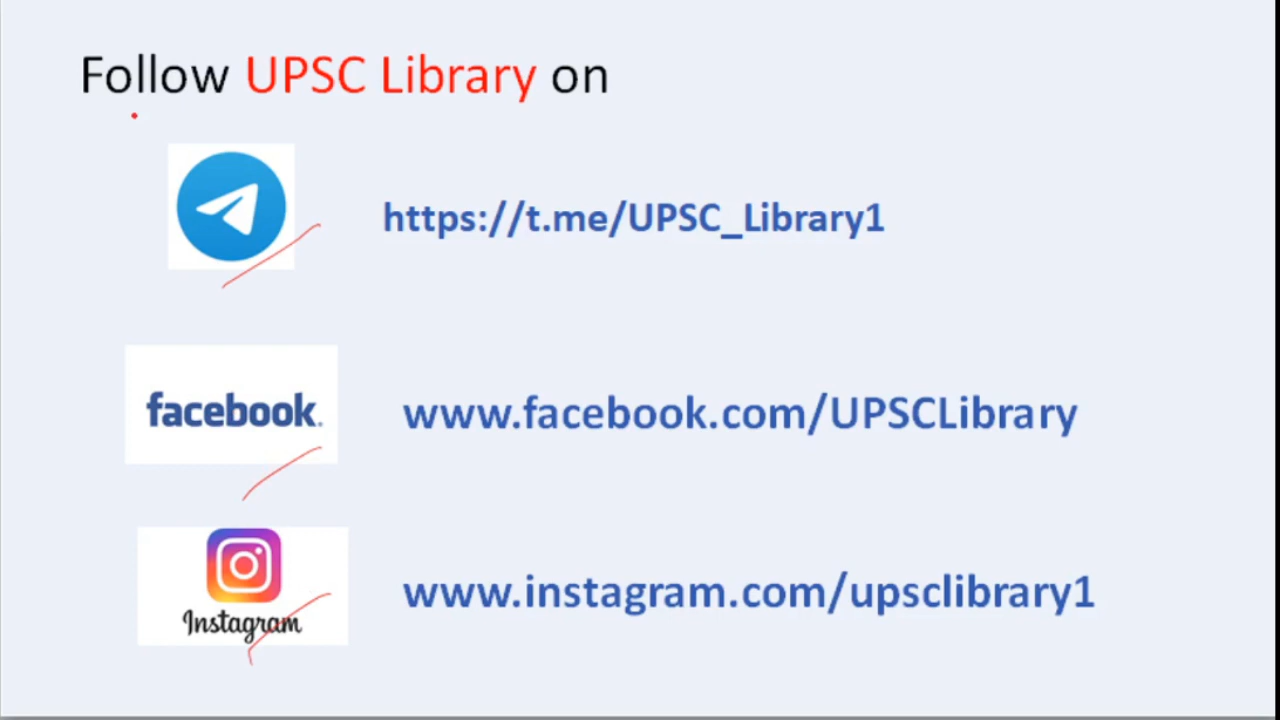 Follow UPSC Library on
https://t.me/UPSC_Library1
facebook.
www.facebook.com/UPSCLibrary
Instagram
www.instagram.com/upsclibrary1